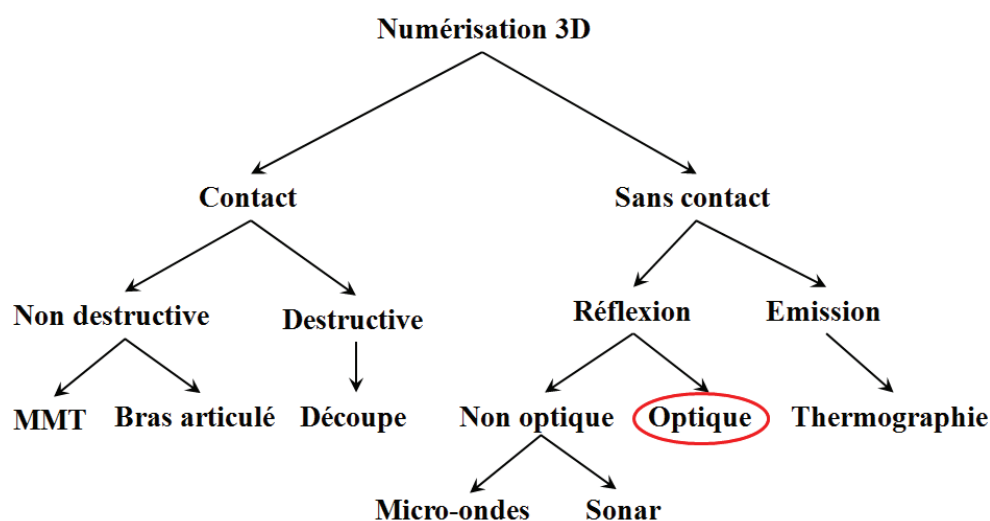 Numérisation 3D
Contact
Sans contact
Non destructive
Destructive
Réflexion
Emission
MMT
Bras articulé
Découpe
Non optique
Optique
Thermographie
Micro-ondes
Sonar